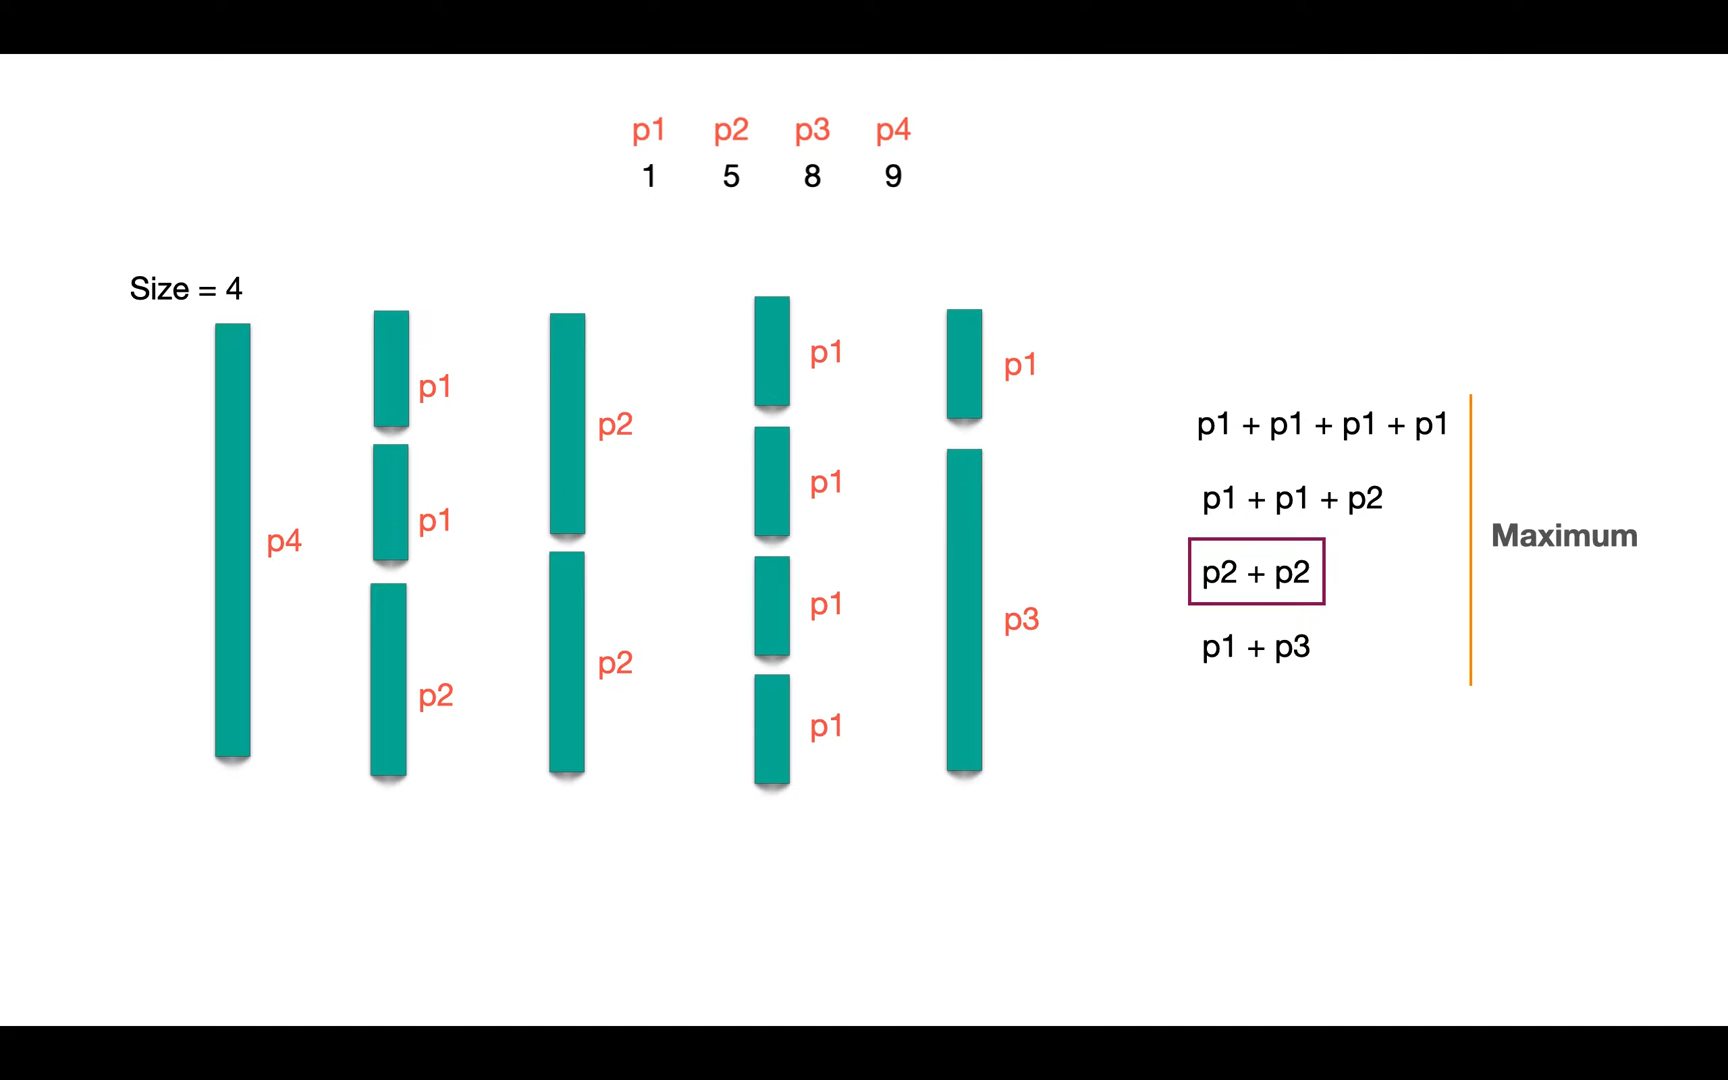 p1 p2 p3 p4
1 5 8 9
Size = 4
p4
p1
p1
p2
p2
p2
p1
p1
p1
p1
p1
p3
p1 + p1 + p1 + p1
p1 + p1 + p2
p2 + p2
p1 + p3
Maximum